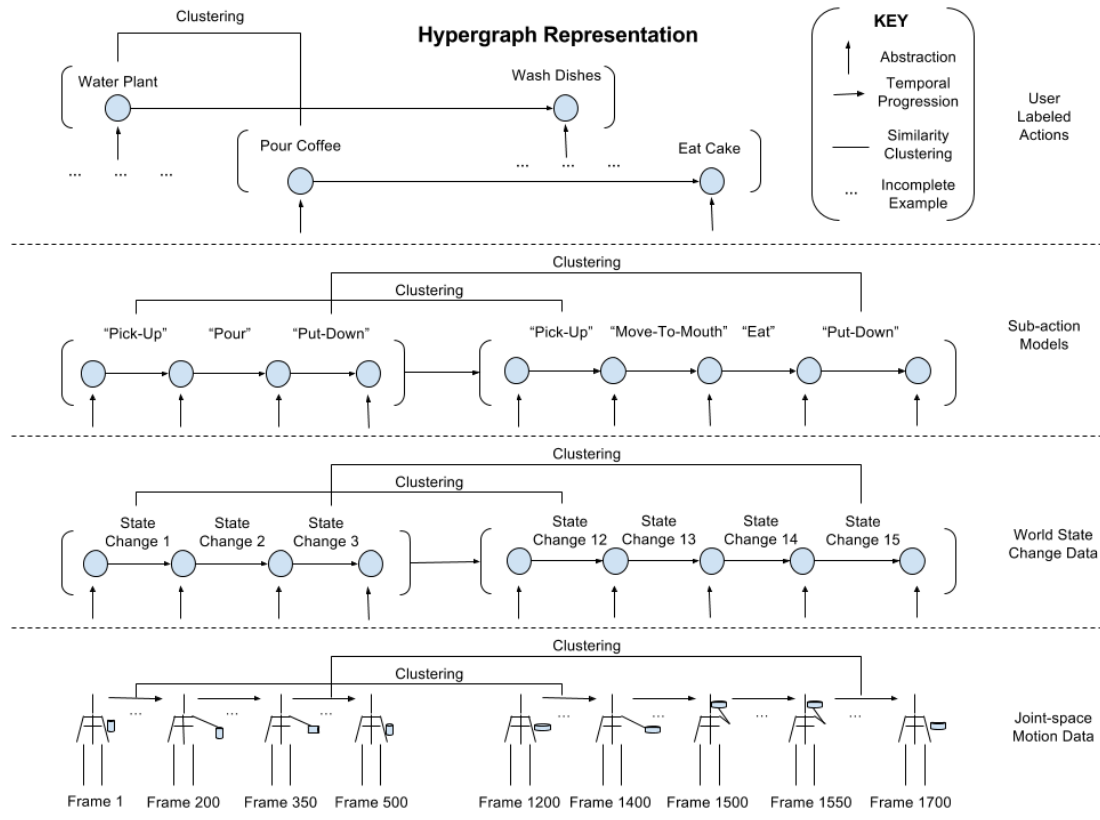 Hypergraph Representation
Clustering
Water Plant
Wash Dishes
Pour Coffee
Eat Cake
... ... ...
... ... ...
KEY
Abstraction
Temporal
Progression
Similarity
Clustering
...
Incomplete
Example
User
Labeled
Actions
Clustering
Clustering
“Pick-Up” “Pour” “Put-Down”
“Pick-Up” “Move-To-Mouth” “Eat” “Put-Down”
Sub-action
Models
Clustering
Clustering
State
Change 1
State
Change 2
State
Change 3
State
Change 12
State
Change 13
State
Change 14
State
Change 15
World State
Change Data
Clustering
Clustering
... ... ... ... ... ... ...
Joint-space
Motion Data
Frame 1 Frame 200 Frame 350 Frame 500 Frame 1200 Frame 1400 Frame 1500 Frame 1550 Frame 1700